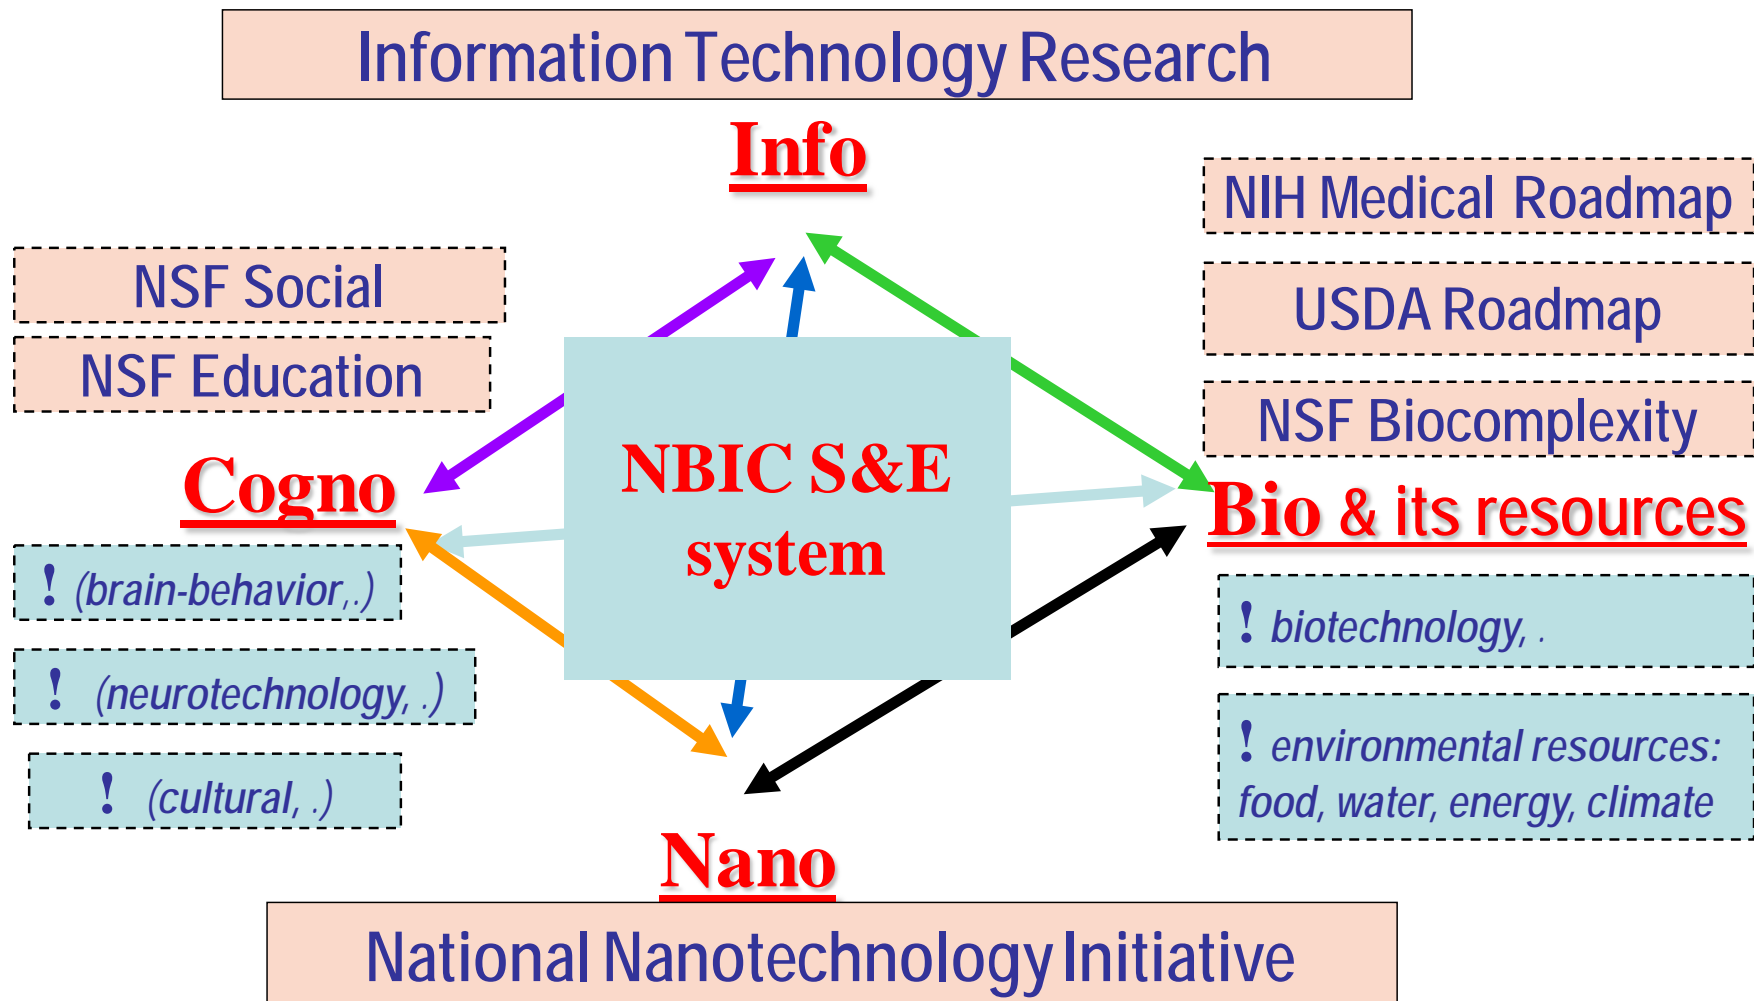 Information Technology Research
Info
NIH Medical Roadmap
NSF Social
USDA Roadmap
NSF Education
NSF Biocomplexity
NBIC S&E
system
Cogno
Bio & its resources
! (brain-behavior,.)
! biotechnology, .
! (neurotechnology, .)
! environmental resources:
food, water, energy, climate
! (cultural, .)
Nano
National Nanotechnology Initiative